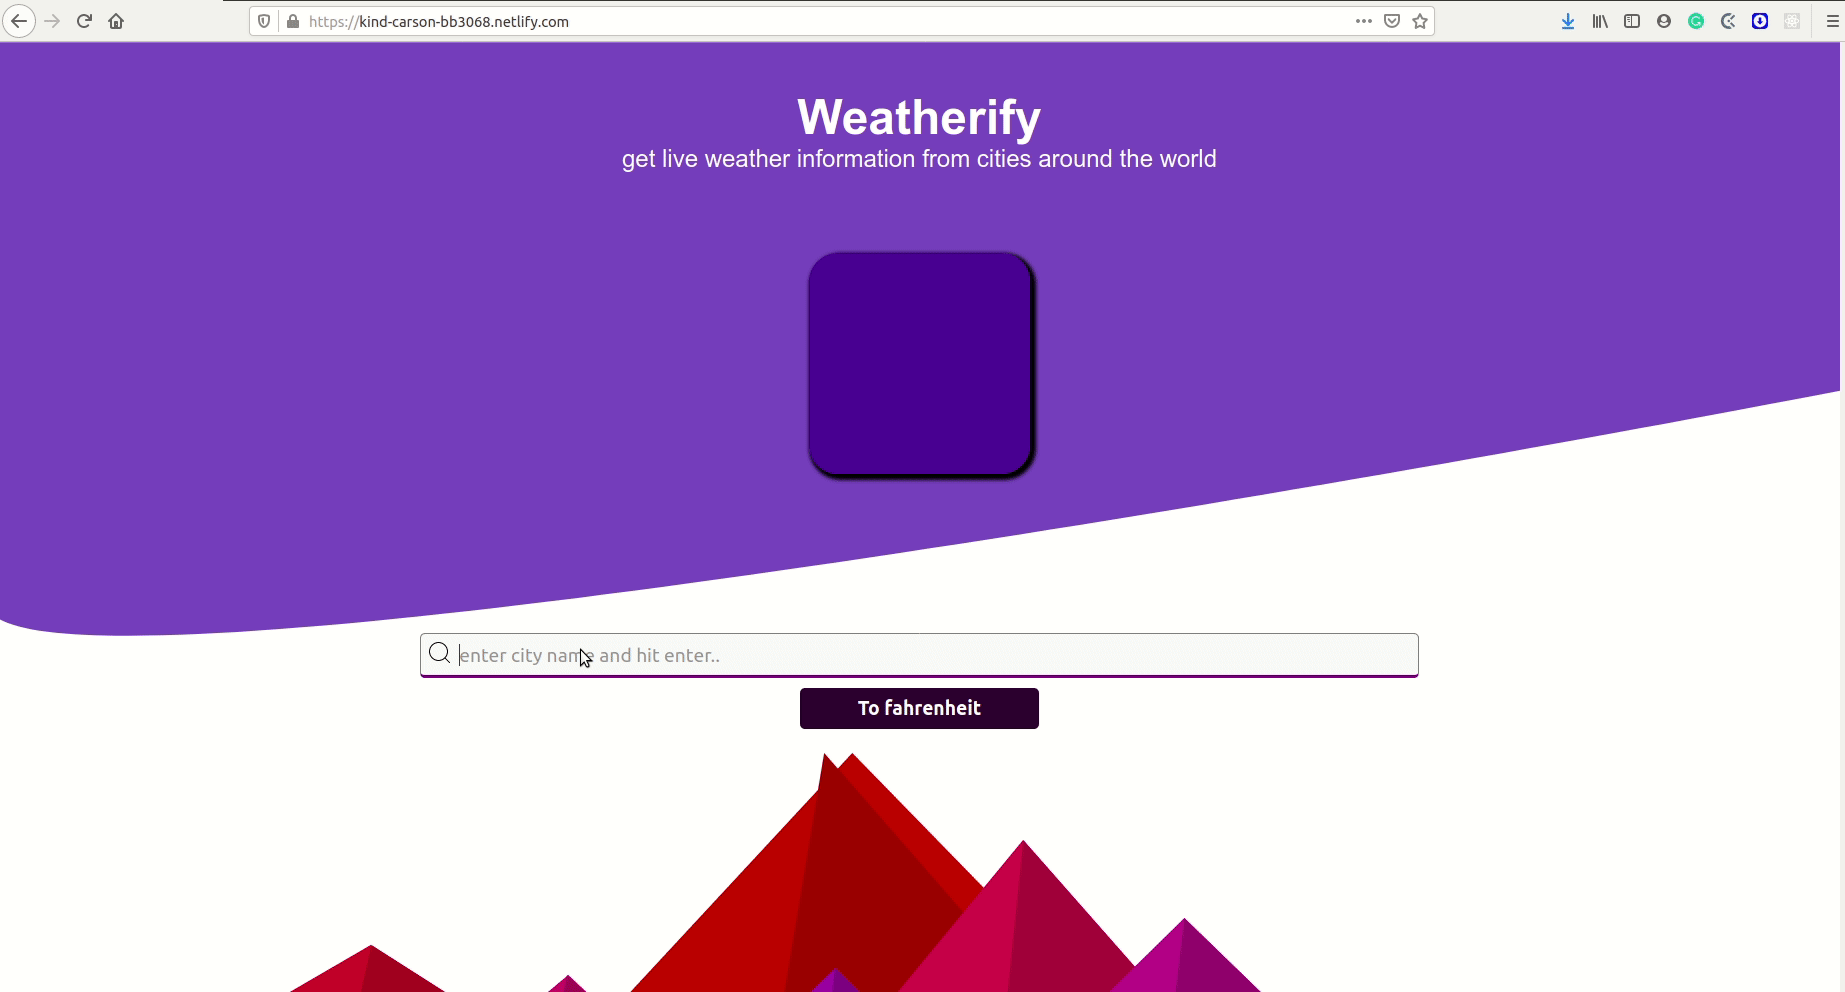 https://kind-carson-bb3068.netlify.com
Weatherify
get live weather information from cities around the world
enter city name and hit enter..
To fahrenheit